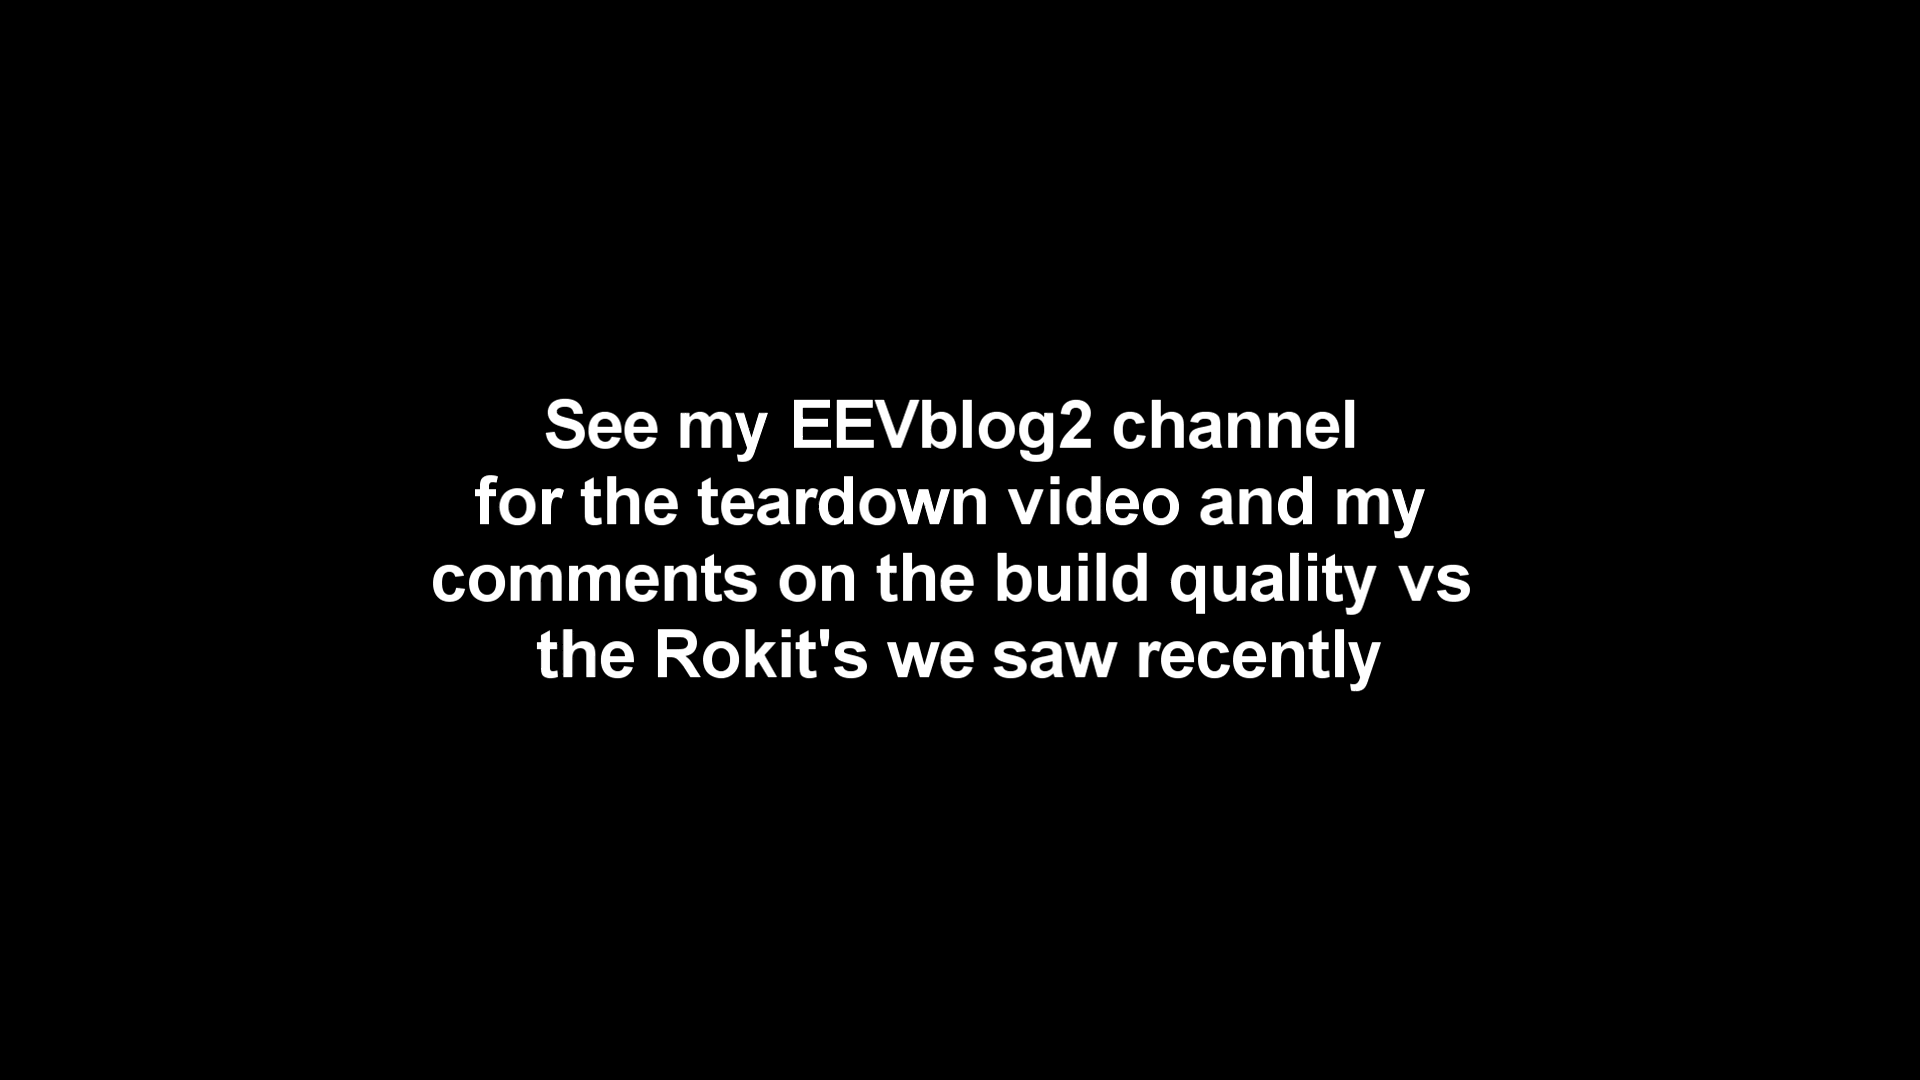 See my EEVblog2 channel
for the teardown video and my
comments on the build quality vs
the Rokit's we saw recently